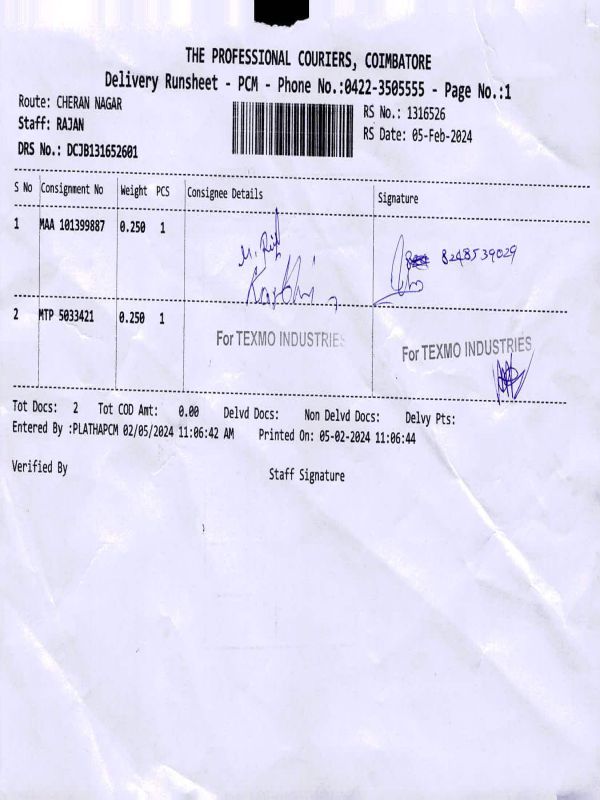 THE PROFESSIONAL COURIERS, COIMBATORE
Delivery Runsheet - PCM - Phone No.:0422-3505555 - Page No.:1
Route: CHERAN NAGAR
RS No.: 1316526
Staff: RAJAN
RS Date: 05-Feb-2024
DRS No.: DCJB131652601
S No Consignment No Weight PCS Consignee Details Signature
1 MAA 101399887 0.250 1 8248539029
2 MTP 5033421 0.250 1 For TEXMO INDUSTRIES For TEXMO INDUSTRIES
Tot Docs: 2 Tot COD Amt: 0.00 Delvd Docs: Non Delvd Docs: Delvy Pts:
Entered By :PLATHAPCM 02/05/2024 11:06:42 AM Printed On: 05-02-2024 11:06:44
Verified By
Staff Signature